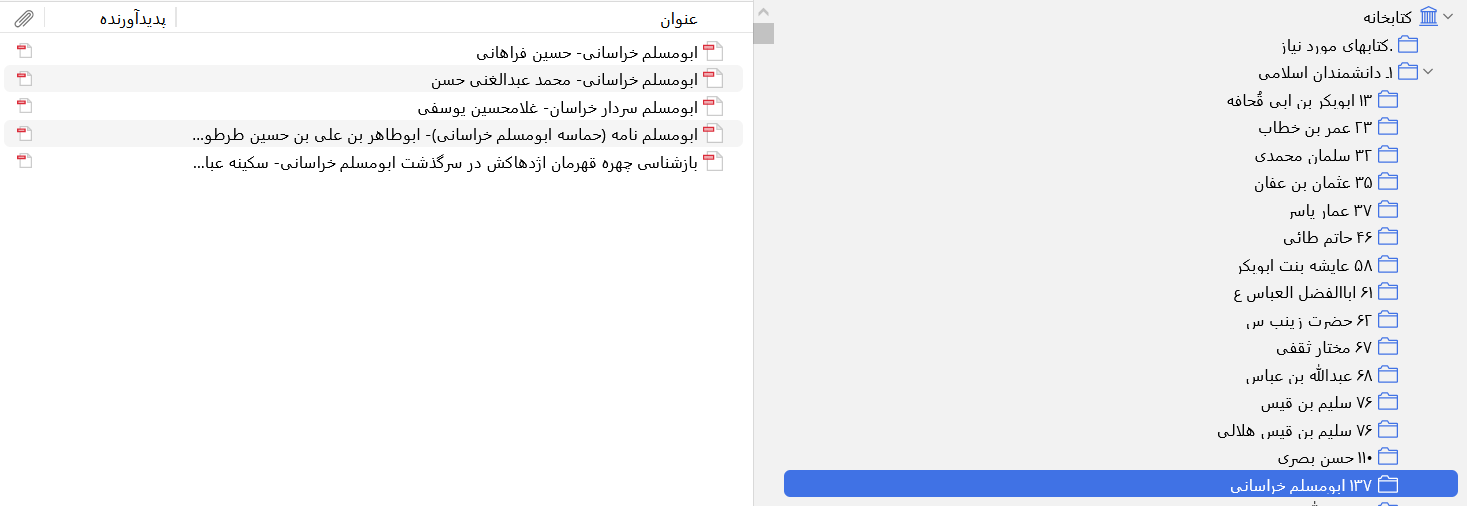 کتابخانه
.کتابهای مورد نیاز
۱ـ دانشمندان اسلامی
۱۳ ابوبکر بن ابی قُحافه
۲۳ عمر بن خطاب
۳۲ سلمان محمدی
۳۵ عثمان بن عفان
۳۷ عمار یاسر
۴۶ حاتم طائی
۵۸ عایشه بنت ابوبکر
۶۱ اباالفضل العباس ع
۶۲ حضرت زینب س
۶۷ مختار ثقفی
۶۸ عبدالله بن عباس
۷۶ سلیم بن قیس
۷۶ سلیم بن قیس هلالی
۱۱۰ حسن بصری
۱۳۷ ابومسلم خراسانی
عنوان پدیدآورنده
ابومسلم خراسانی- حسین فراهانی
ابومسلم خراسانی- محمد عبدالغنی حسن
ابومسلم سردار خراسان- غلامحسین یوسفی
ابومسلم نامه (حماسه ابومسلم خراسانی)- ابوطاهر بن علی بن حسین طرطو...
بازشناسی چهره قهرمان اژدهاکش در سرگذشت ابومسلم خراسانی- سکینه عبا...